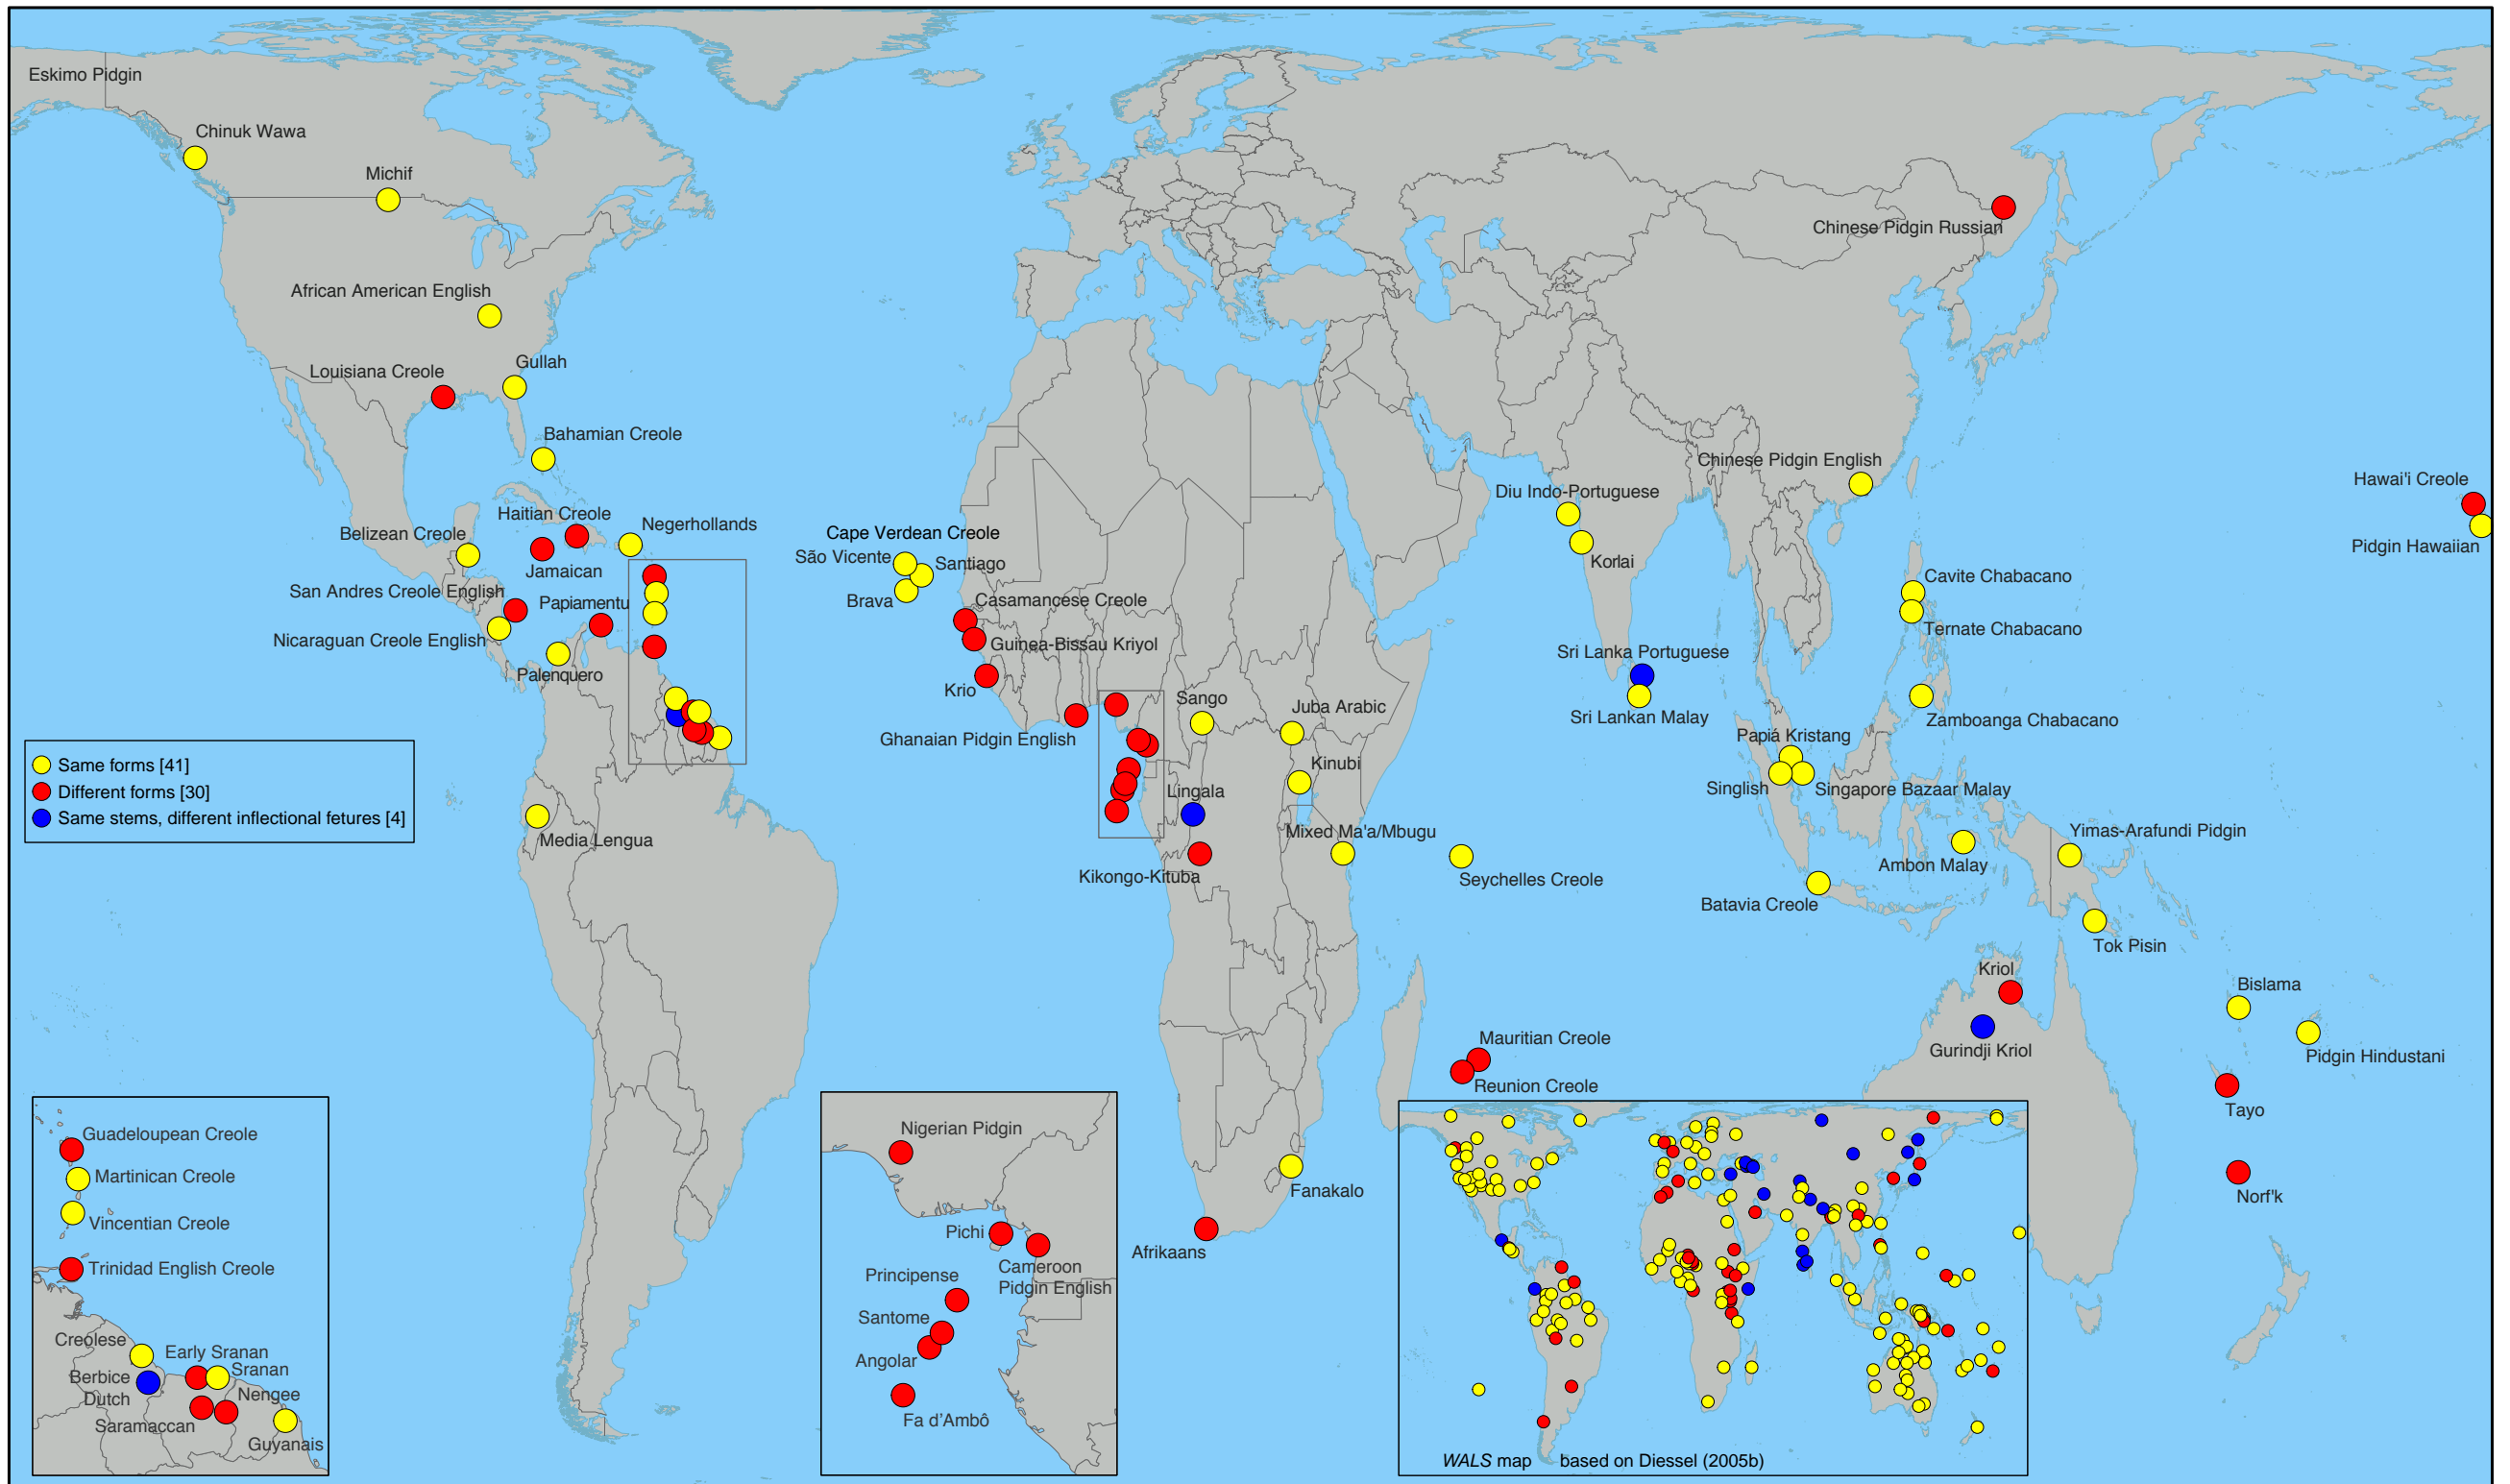 Eskimo Pidgin
Chinuk Wawa
Michif
African American English
Gullah
Louisiana Creole
Bahamian Creole
Haitian Creole
Belizean Creole
Negerhollands
Jamaican
San Andres Creole English
Papiamentu
Nicaraguan Creole English
Palenquero
Media Lengua
Cape Verdean Creole
São Vicente
Santiago
Brava
Casamancese Creole
Guinea-Bissau Kriyol
Krio
Ghanaian Pidgin English
Sango
Juba Arabic
Kinubi
Lingala
Mixed Ma'a/Mbugu
Kikongo-Kituba
Seychelles Creole
Mauritian Creole
Reunion Creole
Fanakalo
Afrikaans
Chinese Pidgin Russian
Chinese Pidgin English
Diu Indo-Portuguese
Korlai
Sri Lanka Portuguese
Sri Lankan Malay
Cavite Chabacano
Ternate Chabacano
Zamboanga Chabacano
Papiá Kristang
Singlish
Singapore Bazaar Malay
Ambon Malay
Batavia Creole
Yimas-Arafundi Pidgin
Tok Pisin
Hawai'i Creole
Pidgin Hawaiian
Kriol
Gurindji Kriol
Bislama
Pidgin Hindustani
Tayo
Norf'k
Same forms [41]
Different forms [30]
Same stems, different inflectional fetures [4]
Guadeloupean Creole
Martinican Creole
Vincentian Creole
Trinidad English Creole
Creolese
Early Sranan
Sranan
Berbice
Dutch
Nengee
Saramaccan
Guyanais
Nigerian Pidgin
Pichi
Cameroon
Pidgin English
Principense
Santome
Angolar
Fa d'Ambô
WALS map based on Diessel (2005b)